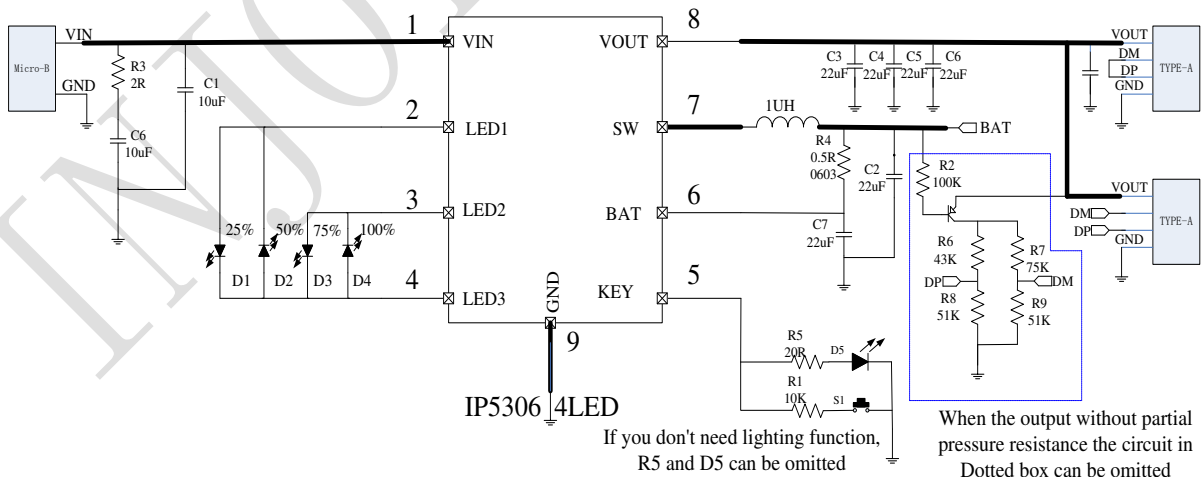 Micro-B
VIN
GND
R3
2R
C6
10uF
C1
10uF
1
VIN
2
LED1
3
LED2
4
LED3
25%
50%
75%
100%
D1
D2
D3
D4
GND
9
IP5306 4LED
8
VOUT
7
SW
6
BAT
5
KEY
C3
22uF
C4
22uF
C5
22uF
C6
22uF
1UH
BAT
R4
0.5R
0603
C2
22uF
C7
22uF
R2
100K
R6
43K
R7
75K
DP
DM
R8
51K
R9
51K
VOUT
DM
DP
GND
TYPE-A
VOUT
DM
DP
GND
TYPE-A
R5
20R
D5
R1
10K
S1
If you don't need lighting function,
R5 and D5 can be omitted
When the output without partial
pressure resistance the circuit in
Dotted box can be omitted
INJO